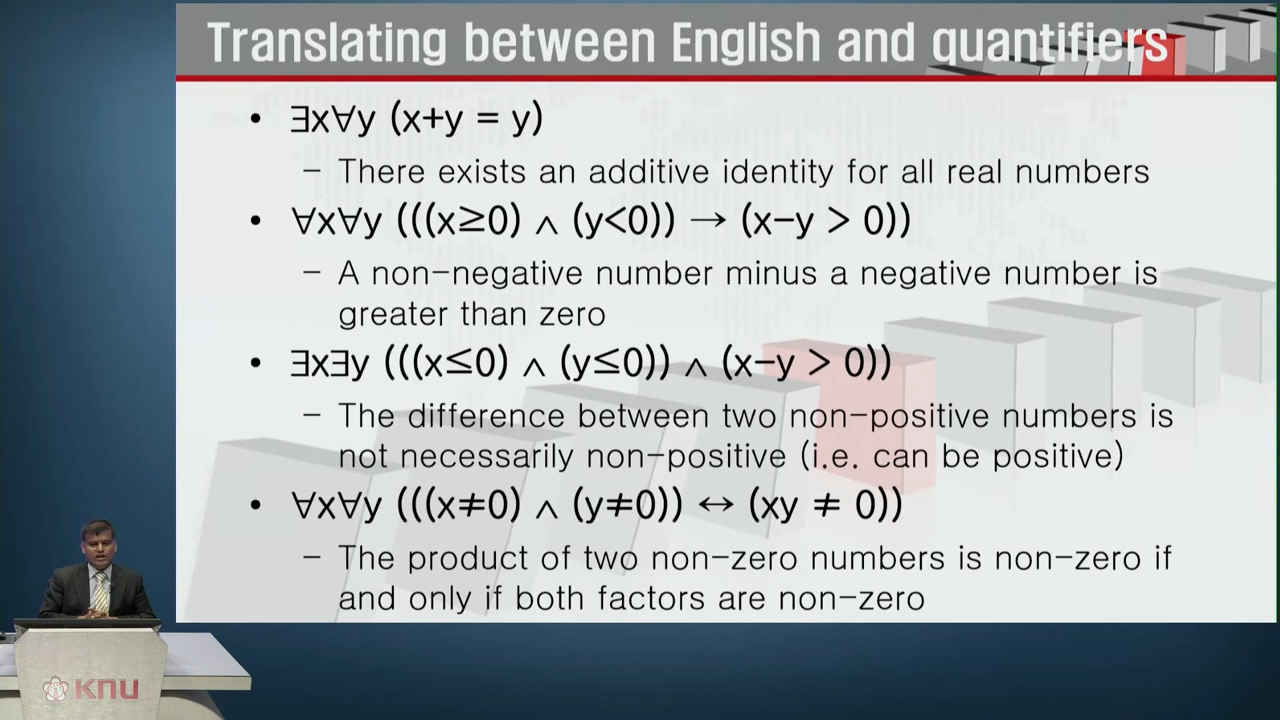 Translating between English and quantifiers
• ∃x∀y (x+y = y)
– There exists an additive identity for all real numbers
• ∀x∀y (((x≥0) ∧ (y<0)) → (x−y > 0))
– A non-negative number minus a negative number is
greater than zero
• ∃x∃y (((x≤0) ∧ (y≤0)) ∧ (x−y > 0))
– The difference between two non-positive numbers is
not necessarily non-positive (i.e. can be positive)
• ∀x∀y (((x≠0) ∧ (y≠0)) ↔ (xy ≠ 0))
– The product of two non-zero numbers is non-zero if
and only if both factors are non-zero
KNU